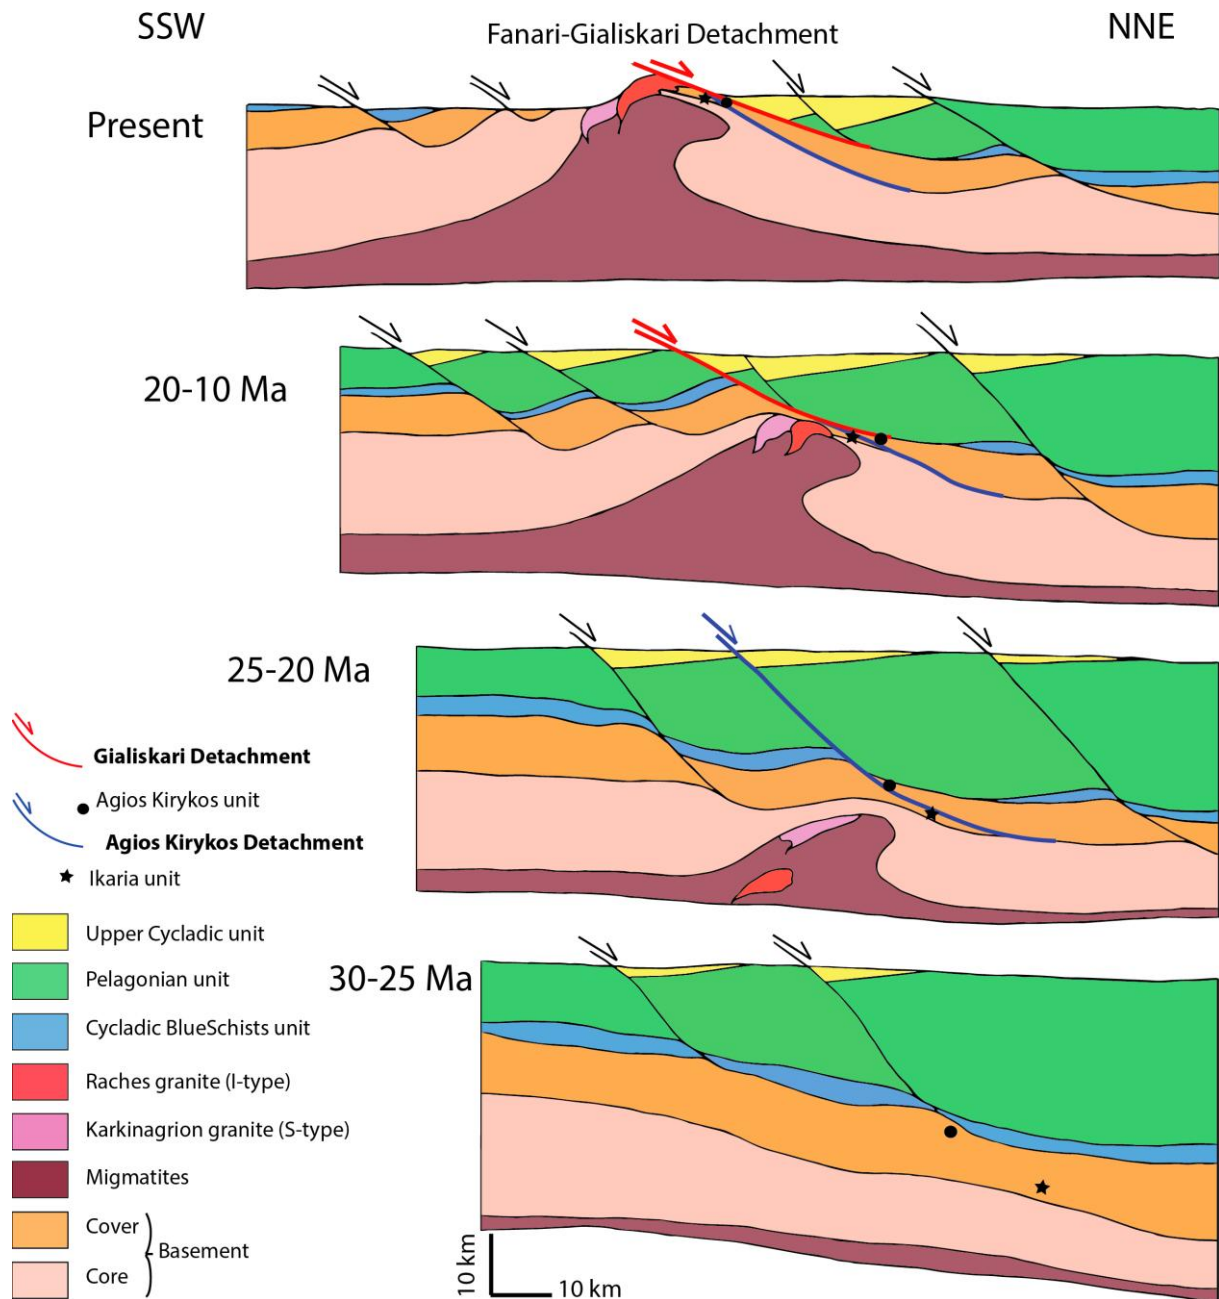 SSW
Fanari-Gialiskari Detachment
NNE
Present
20-10 Ma
25-20 Ma
Gialiskari Detachment
Agios Kirykos unit
Agios Kirykos Detachment
Ikaria unit
Upper Cycladic unit
30-25 Ma
Pelagonian unit
Cycladic BlueSchists unit
Raches granite (I-type)
Karkinagrion granite (S-type)
Migmatites
Cover
Basement
Core
10 km
10 km